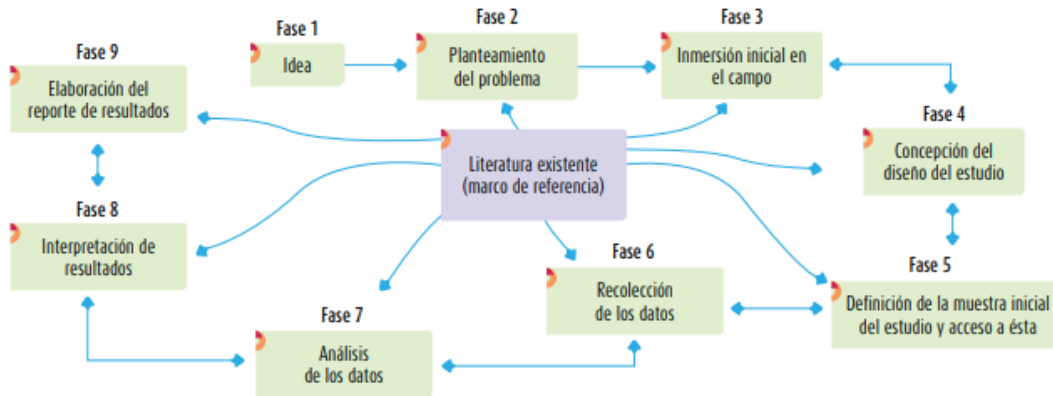 Fase 1
Idea
Fase 2
Planteamiento
del problema
Fase 3
Inmersión inicial en
el campo
Fase 4
Concepción del
diseño del estudio
Fase 5
Definición de la muestra inicial
del estudio y acceso a ésta
Fase 6
Recolección
de los datos
Fase 7
Análisis
de los datos
Fase 8
Interpretación de
resultados
Fase 9
Elaboración del
reporte de resultados
Literatura existente
(marco de referencia)